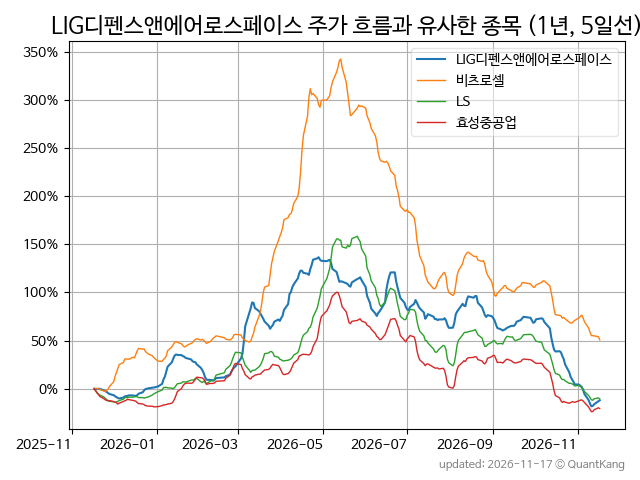 LIG디펜스앤에어로스페이스 주가 흐름과 유사한 종목 (1년, 5일선)
350%
300%
250%
200%
150%
100%
50%
0%
LIG디펜스앤에어로스페이스
비츠로셀
LS
효성중공업
2025-11
2026-01
2026-03
2026-05
2026-07
2026-09
2026-11
updated: 2026-11-17 © QuantKang